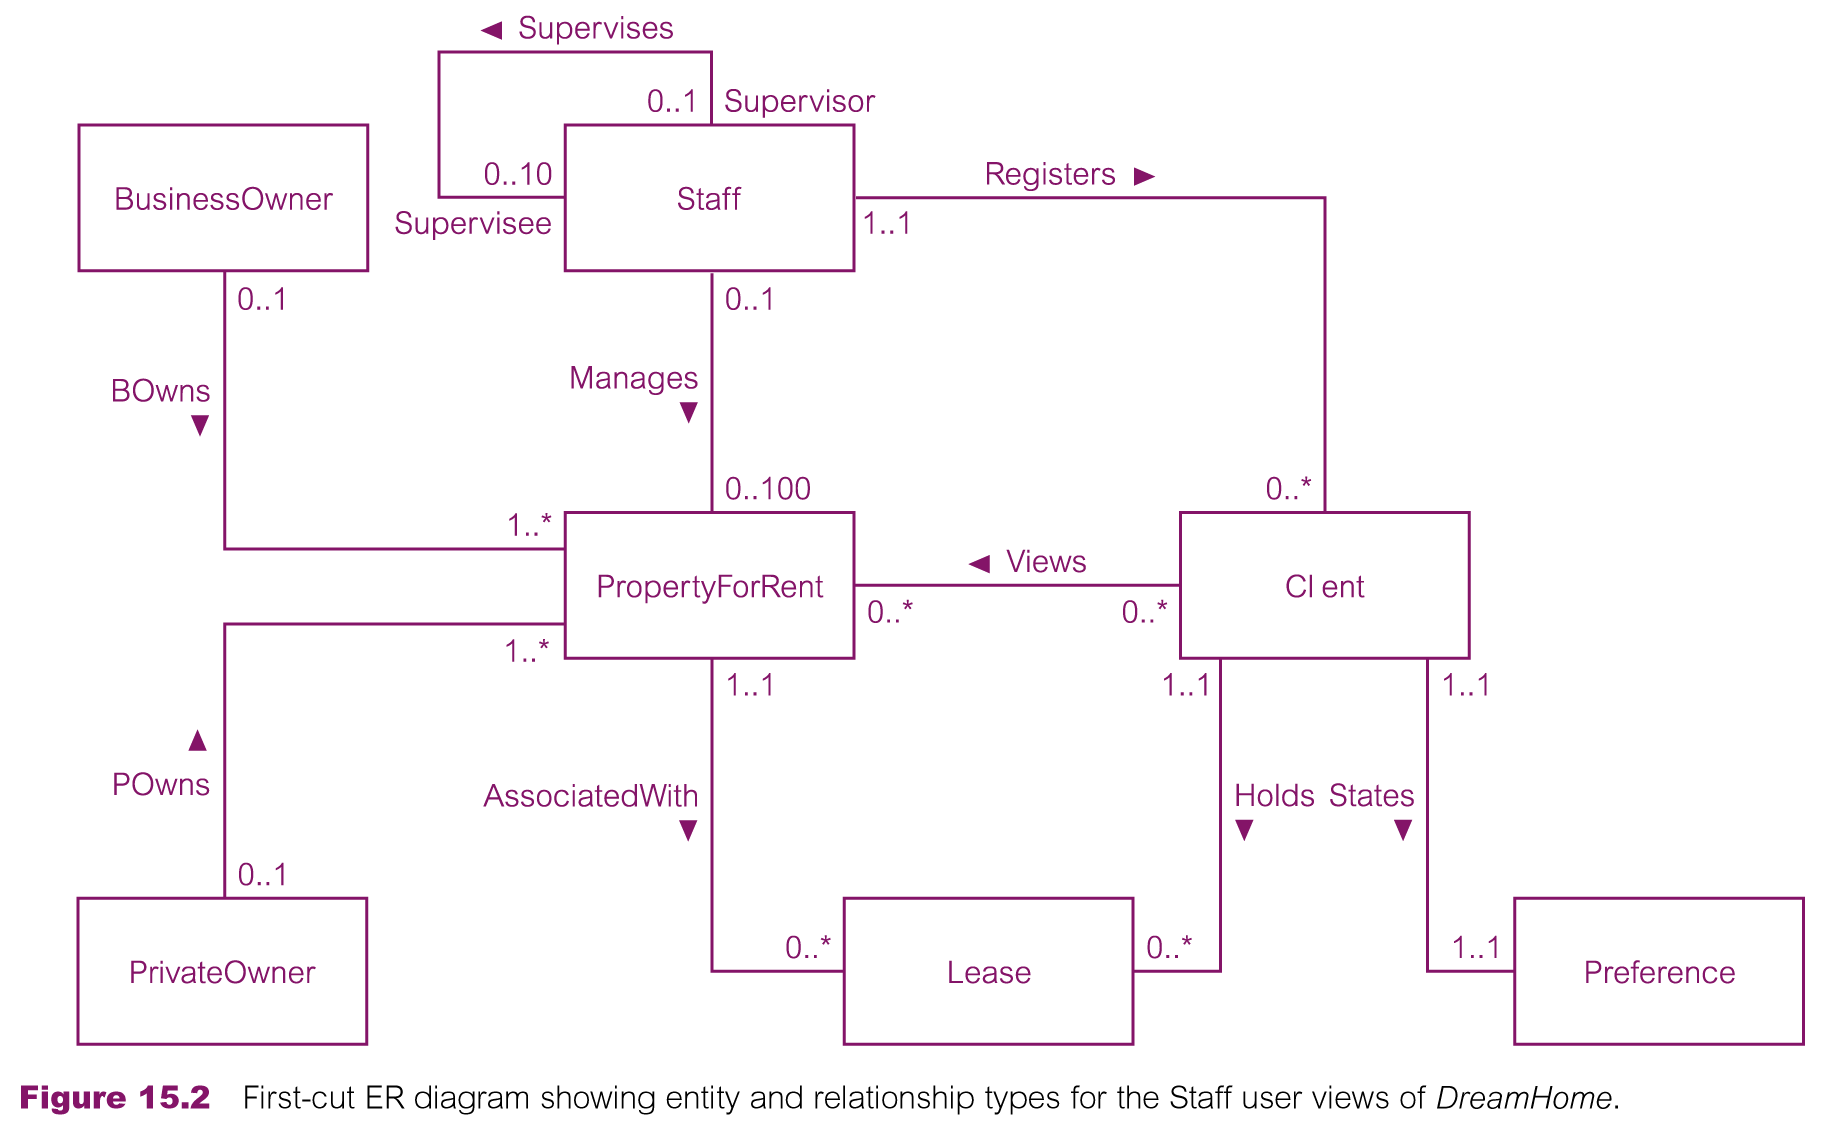 ◄ Supervises
0..1 Supervisor
BusinessOwner
0..10
Supervisee
Staff
Registers ►
1..1
0..1
0..1
BOwns
▼
Manages
▼
0..100
0..*
1..*
PropertyForRent
◄ Views
0..*
0..*
Cl ent
1..*
1..1
1..1
1..1
▲
POwns
AssociatedWith
▼
Holds
▼
States
▼
0..1
PrivateOwner
0..*
Lease
0..*
1..1
Preference
Figure 15.2 First-cut ER diagram showing entity and relationship types for the Staff user views of DreamHome.